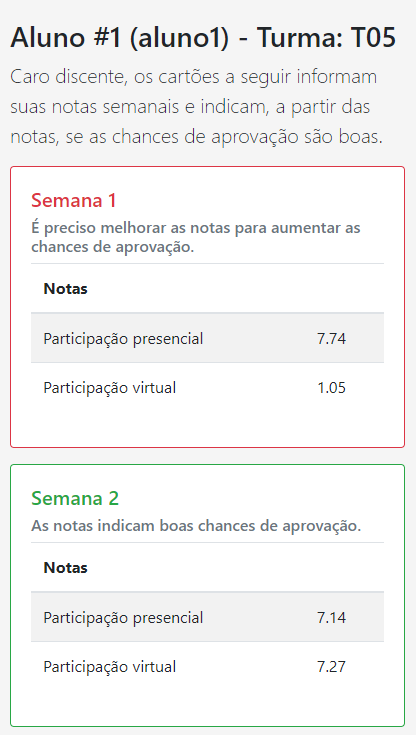 Aluno #1 (aluno1) - Turma: T05
Caro discente, os cartões a seguir informam
suas notas semanais e indicam, a partir das
notas, se as chances de aprovação são boas.
Semana 1
É preciso melhorar as notas para aumentar as
chances de aprovação.
Notas
Participação presencial 7.74
Participação virtual 1.05
Semana 2
As notas indicam boas chances de aprovação.
Notas
Participação presencial 7.14
Participação virtual 7.27